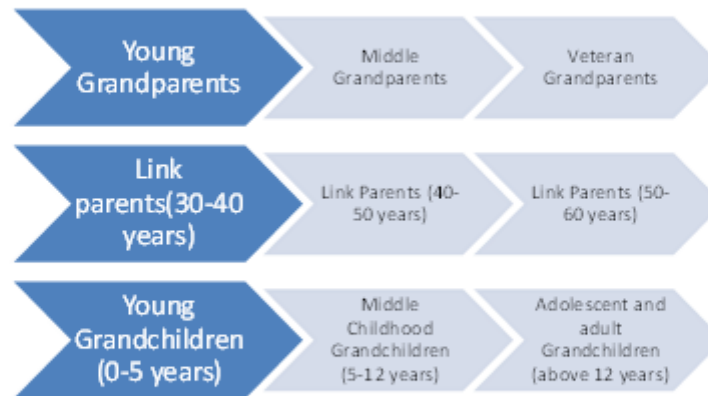 Young
Grandparents
Middle
Grandparents
Veteran
Grandparents
Link
parents(30-40
years)
Link Parents (40-
50 years)
Link Parents (50-
60 years)
Young
Grandchildren
(0-5 years)
Middle
Childhood
Grandchildren
(5-12 years)
Adolescent and
adult
Grandchildren
(above 12 years)